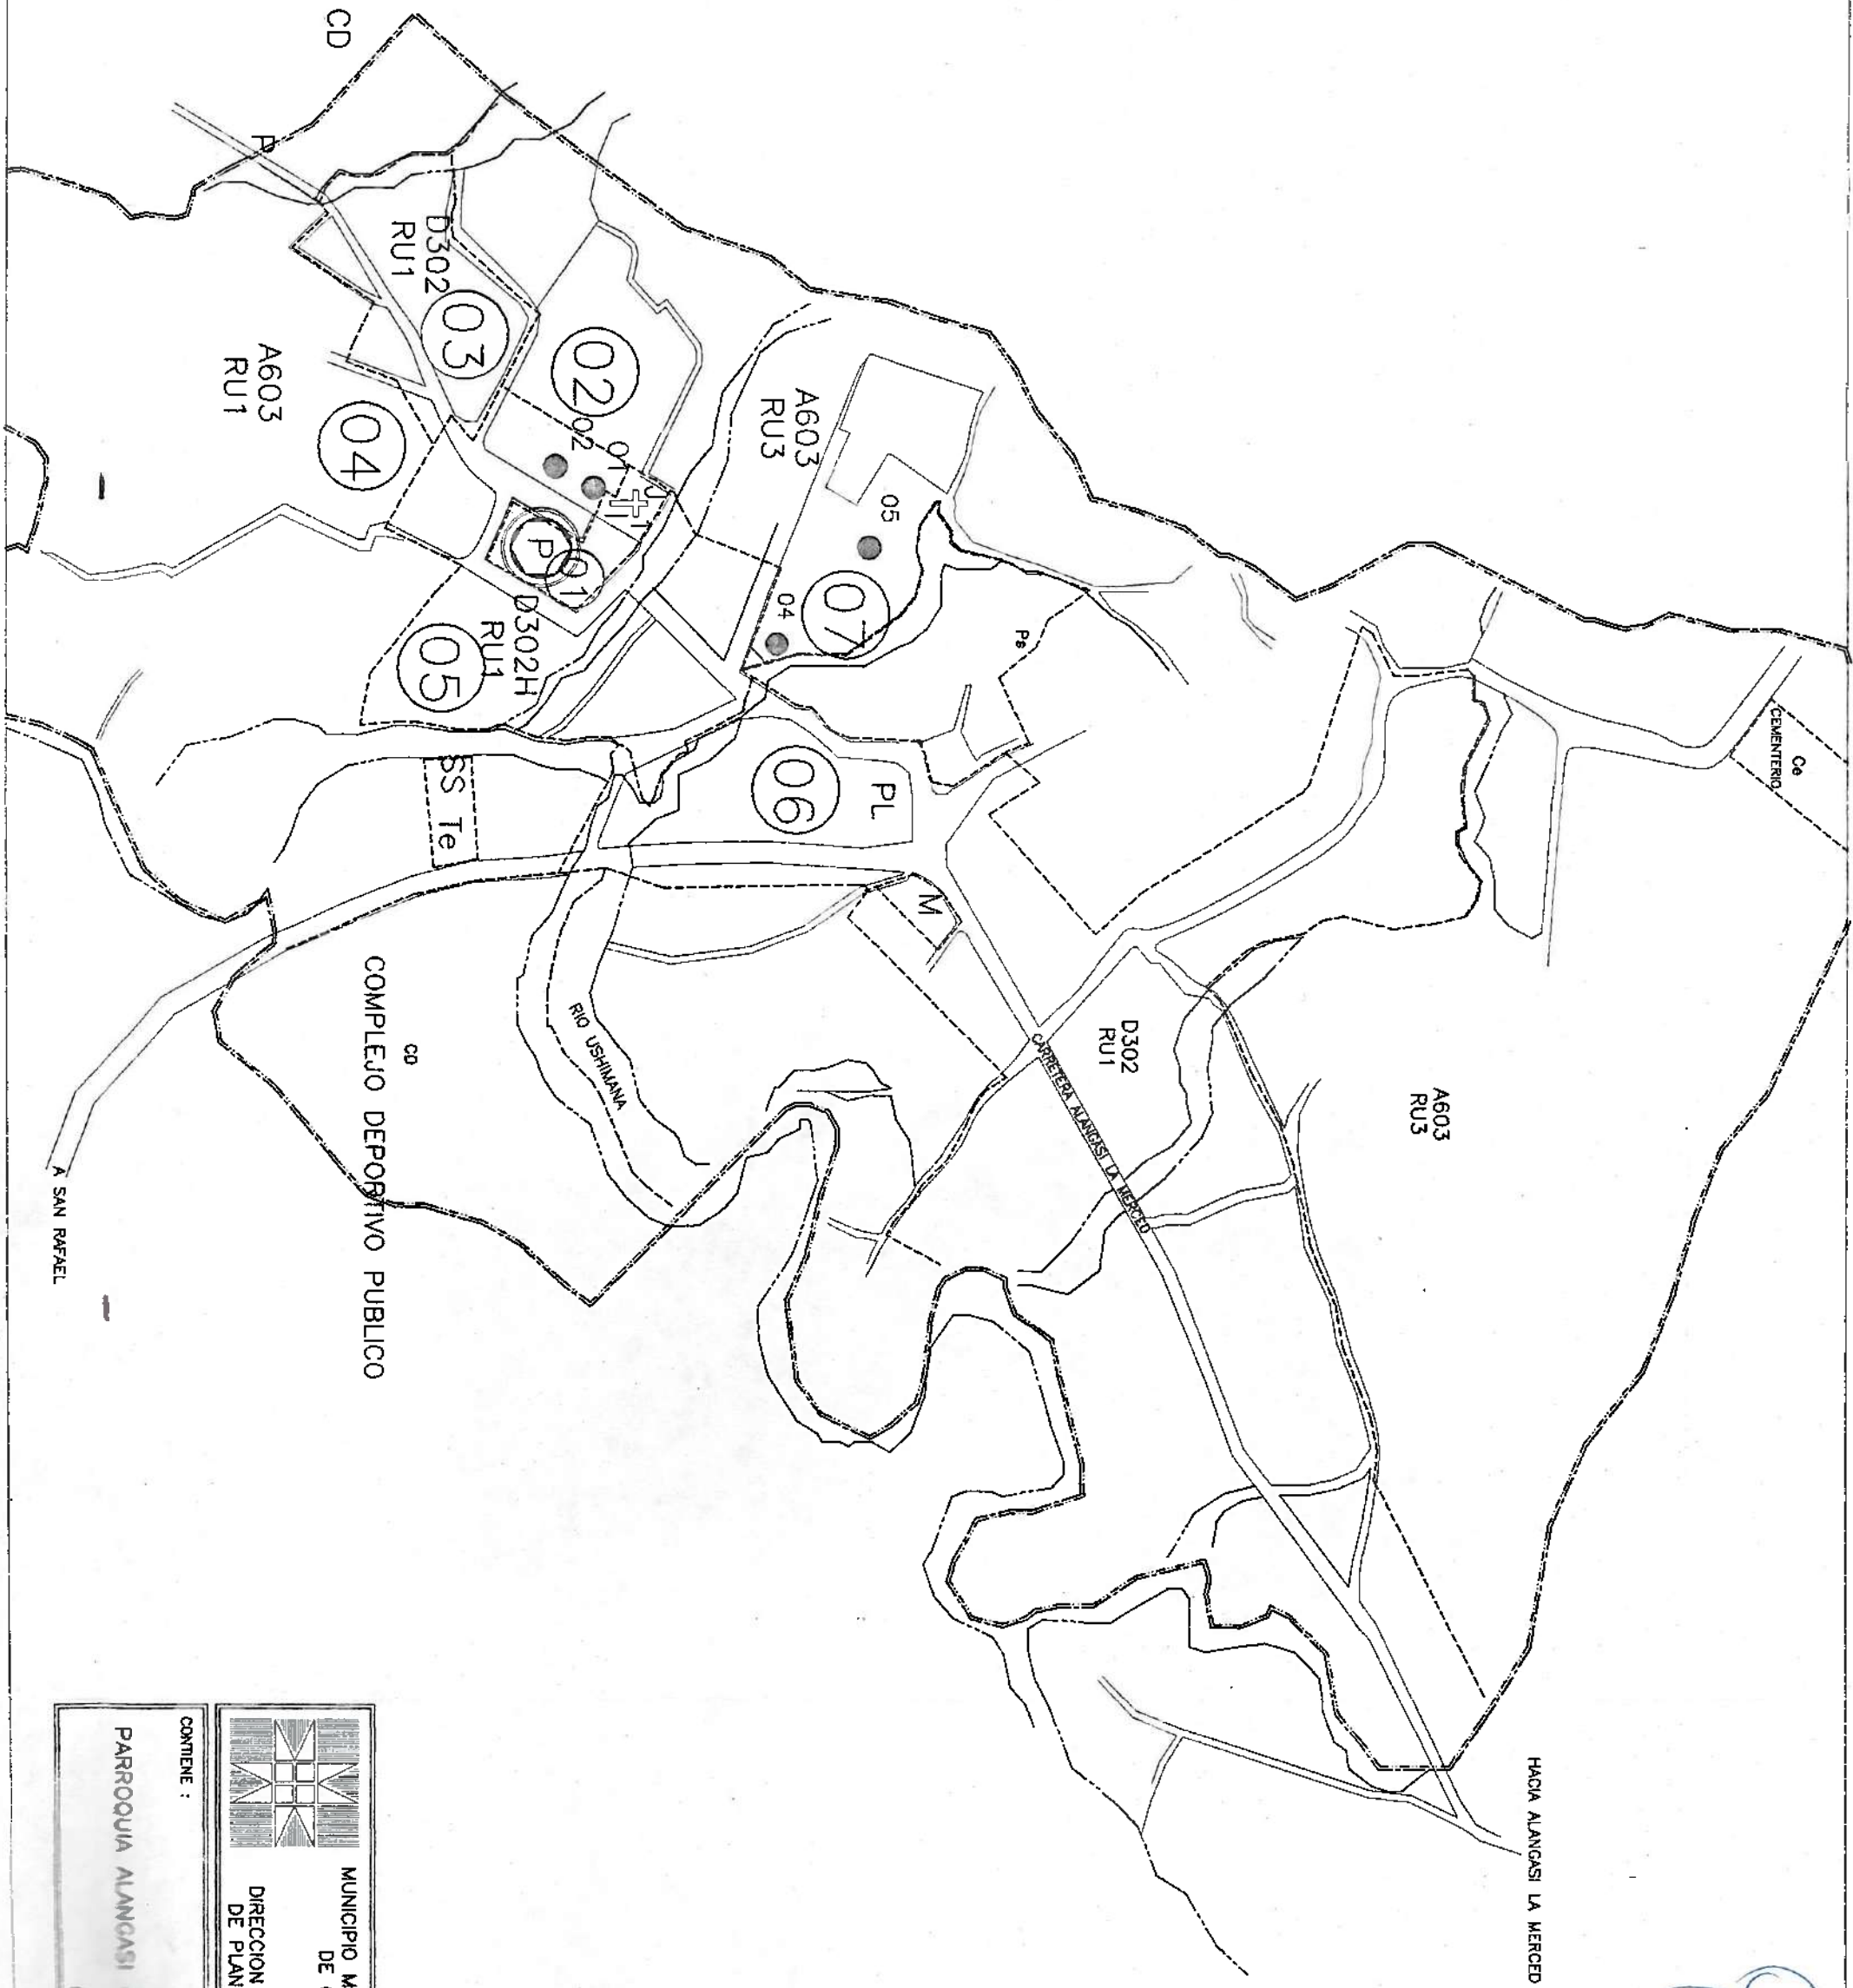 HACIA ALANGASI LA MERCED
Ce
CEMENTERIO
A603
RU3
D302
RU1
CARRETERA ALANGASI LA MERCED
Ps
PL
M
06
07
05
04
A603
RU3
RIO USHIMANA
02
02
01
P
01
D302H
RU1
05
SS Te
03
D302
RU1
04
A603
RU1
P
CD
CD
COMPLEJO DEPORTIVO PUBLICO
A SAN RAFAEL
MUNICIPIO M
DE
DIRECCION
DE PLAN
CONTIENE :
PARROQUIA ALANGASI